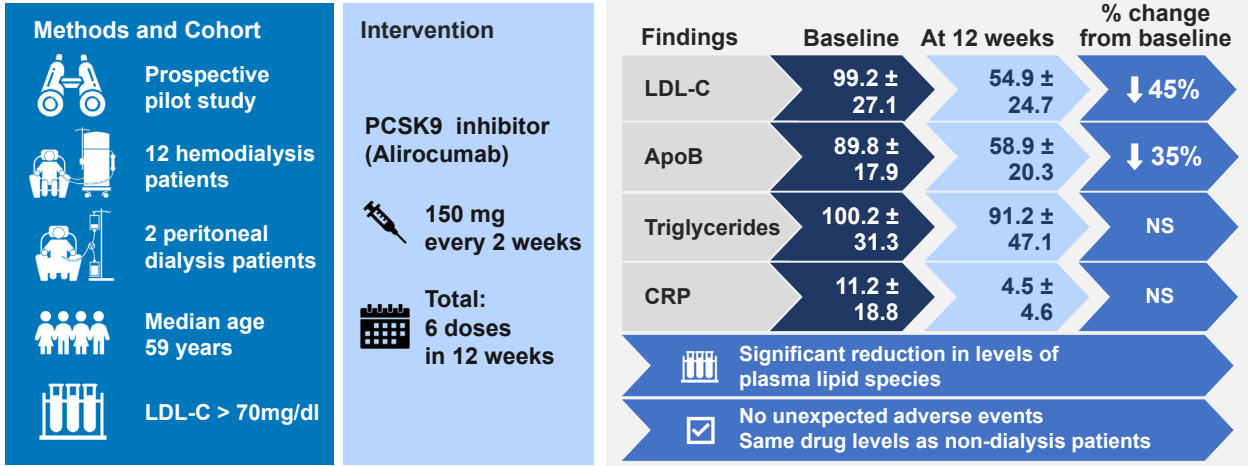 Methods and Cohort
Prospective
pilot study
12 hemodialysis
patients
2 peritoneal
dialysis patients
Median age
59 years
LDL-C > 70mg/dl
Intervention
PCSK9 inhibitor
(Alirocumab)
150 mg
every 2 weeks
Total:
6 doses
in 12 weeks
Findings
Baseline
At 12 weeks
% change
from baseline
LDL-C
99.2 ±
27.1
54.9 ±
24.7
45%
ApoB
89.8 ±
17.9
58.9 ±
20.3
35%
Triglycerides
100.2 ±
31.3
91.2 ±
47.1
NS
CRP
11.2 ±
18.8
4.5 ±
4.6
NS
Significant reduction in levels of
plasma lipid species
No unexpected adverse events
Same drug levels as non-dialysis patients